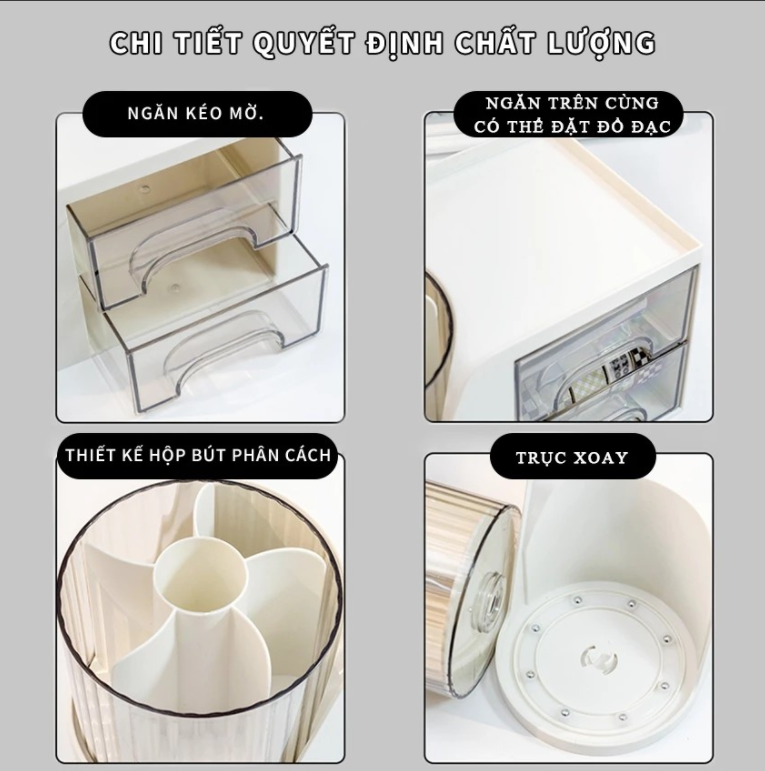 CHI TIẾT QUYẾT ĐỊNH CHẤT LƯỢNG
NGĂN KÉO MỜ.
NGĂN TRÊN CÙNG
CÓ THỂ ĐẶT ĐỒ ĐẠC
THIẾT KẾ HỘP BÚT PHÂN CÁCH
TRỤC XOAY